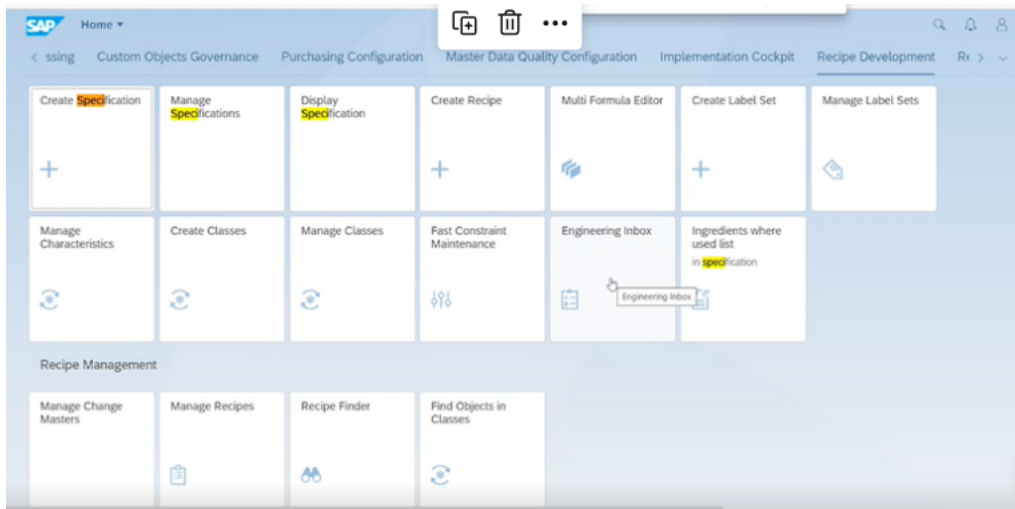 SAP Home
ssing Custom Objects Governance Purchasing Configuration Master Data Quality Configuration Implementation Cockpit Recipe Development
Create Specification
Manage
Specifications
Display
Specification
Create Recipe
Multi Formula Editor
Create Label Set
Manage Label Sets
Manage
Characteristics
Create Classes
Manage Classes
Fast Constraint
Maintenance
Engineering Inbox
Engineering Inbox
Ingredients where
used list
in specification
Recipe Management
Manage Change
Masters
Manage Recipes
Recipe Finder
Find Objects in
Classes